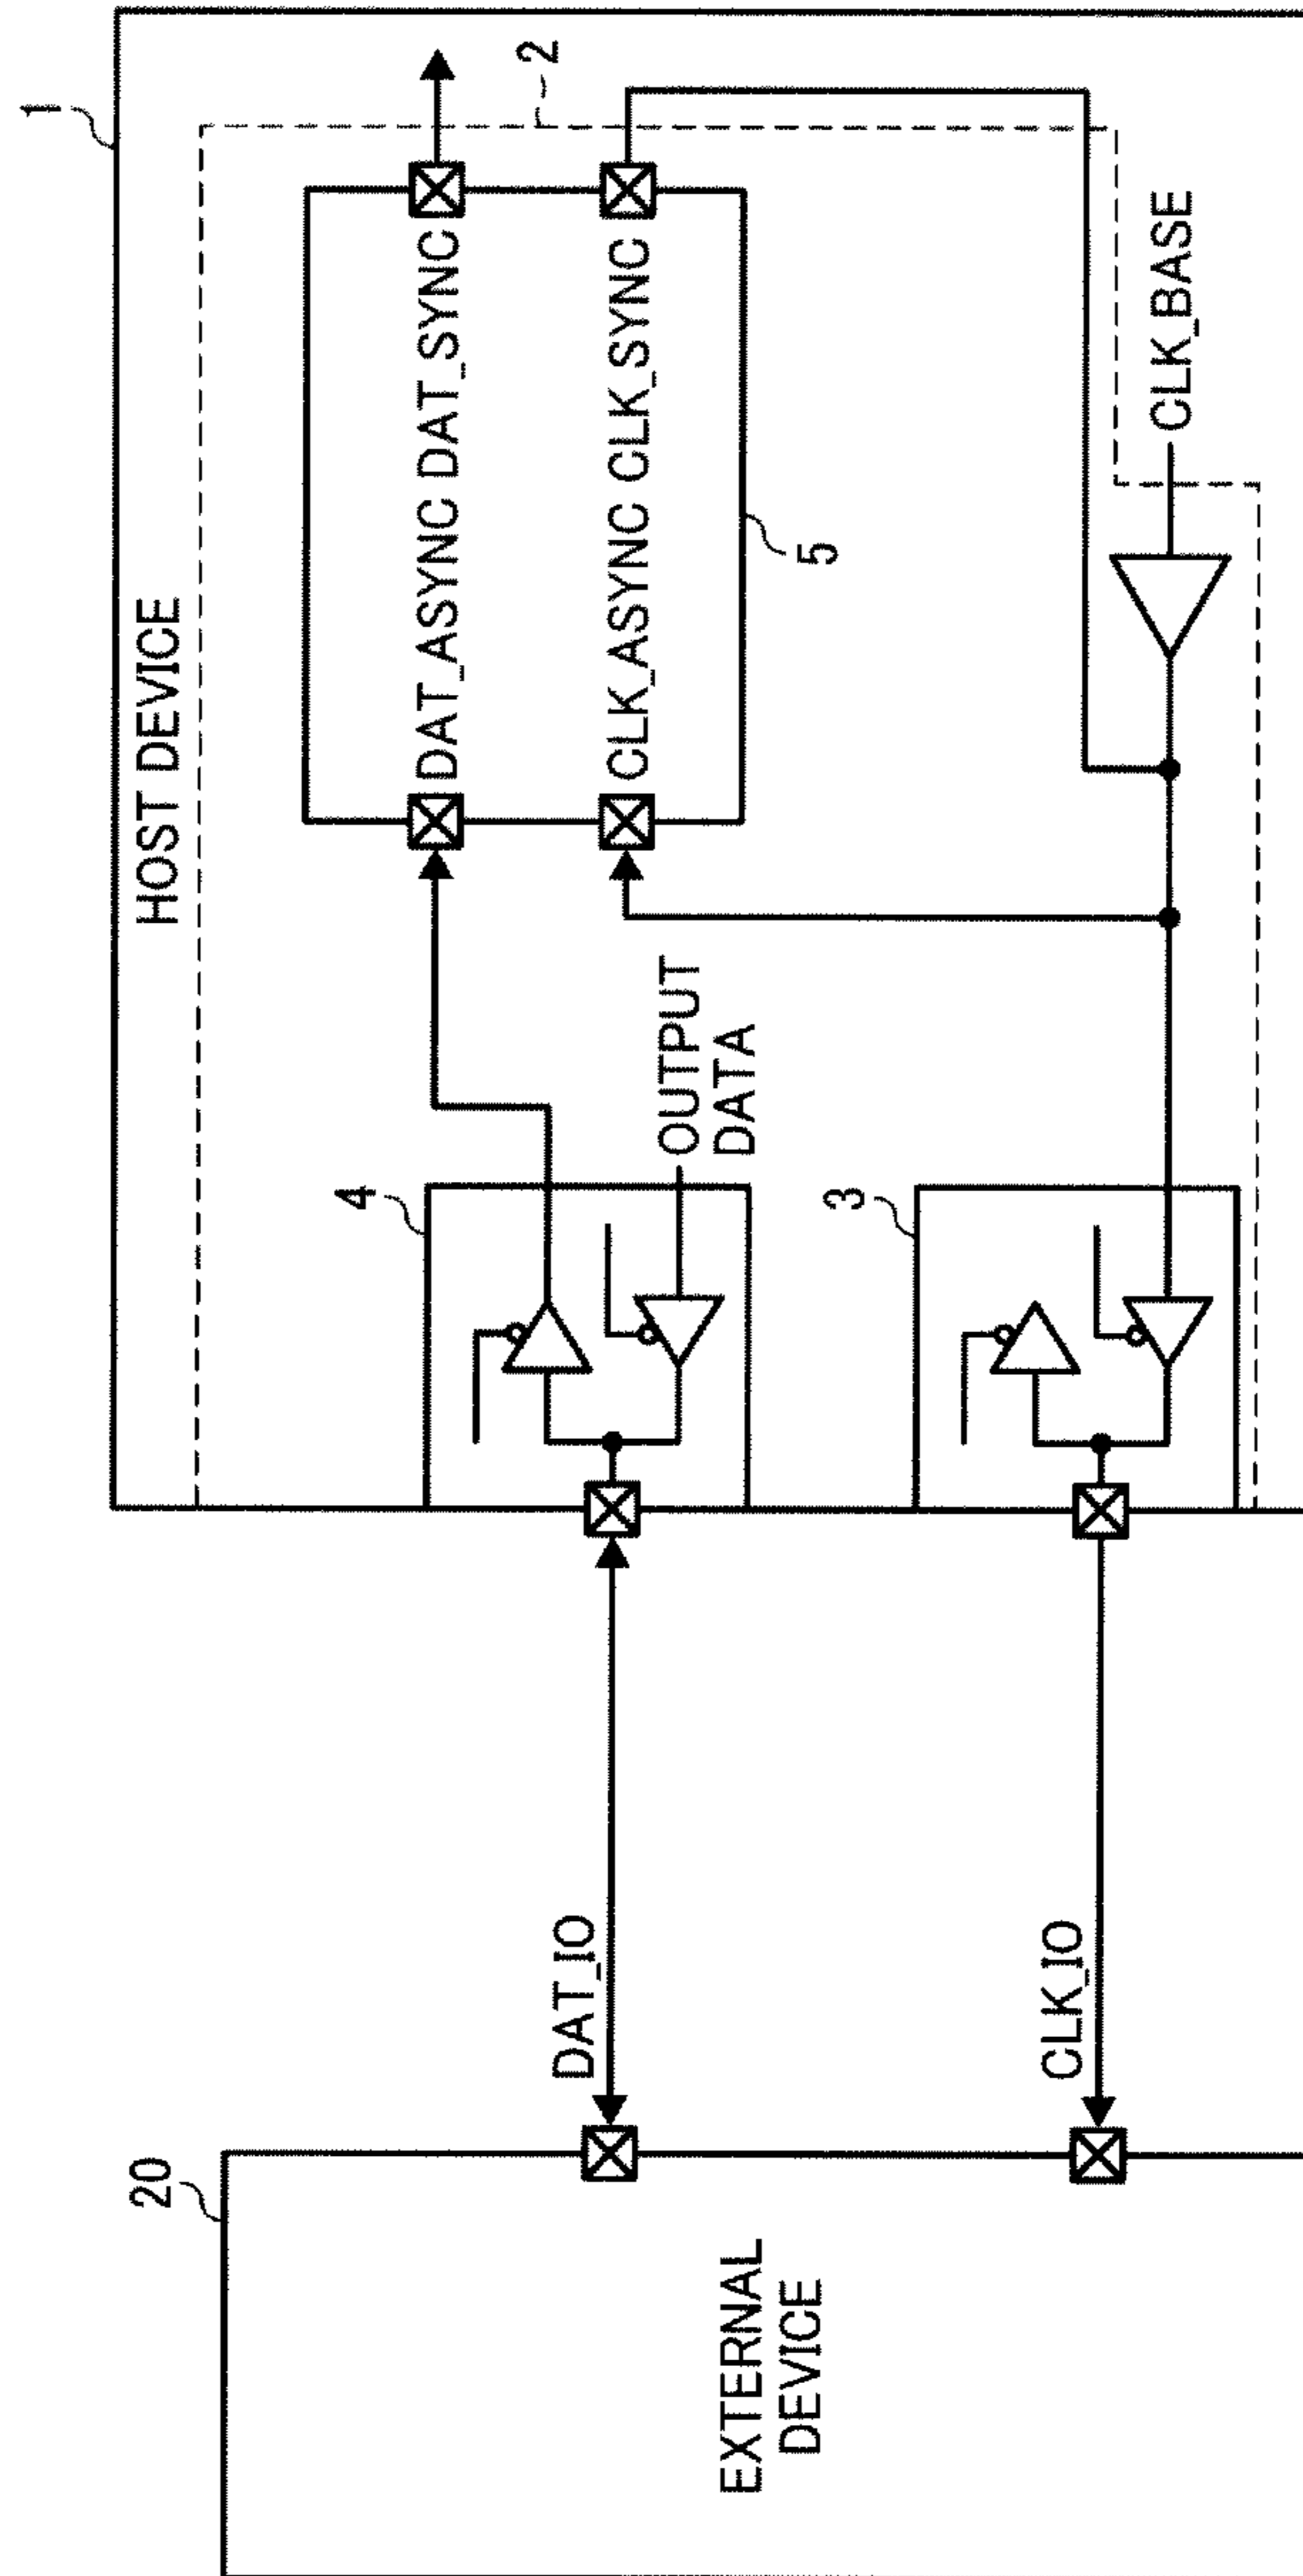 1
HOST DEVICE
2
DAT_ASYNC DAT_SYNC
CLK_ASYNC CLK_SYNC
5
CLK_BASE
4
OUTPUT
DATA
3
20
DAT_IO
CLK_IO
EXTERNAL
DEVICE